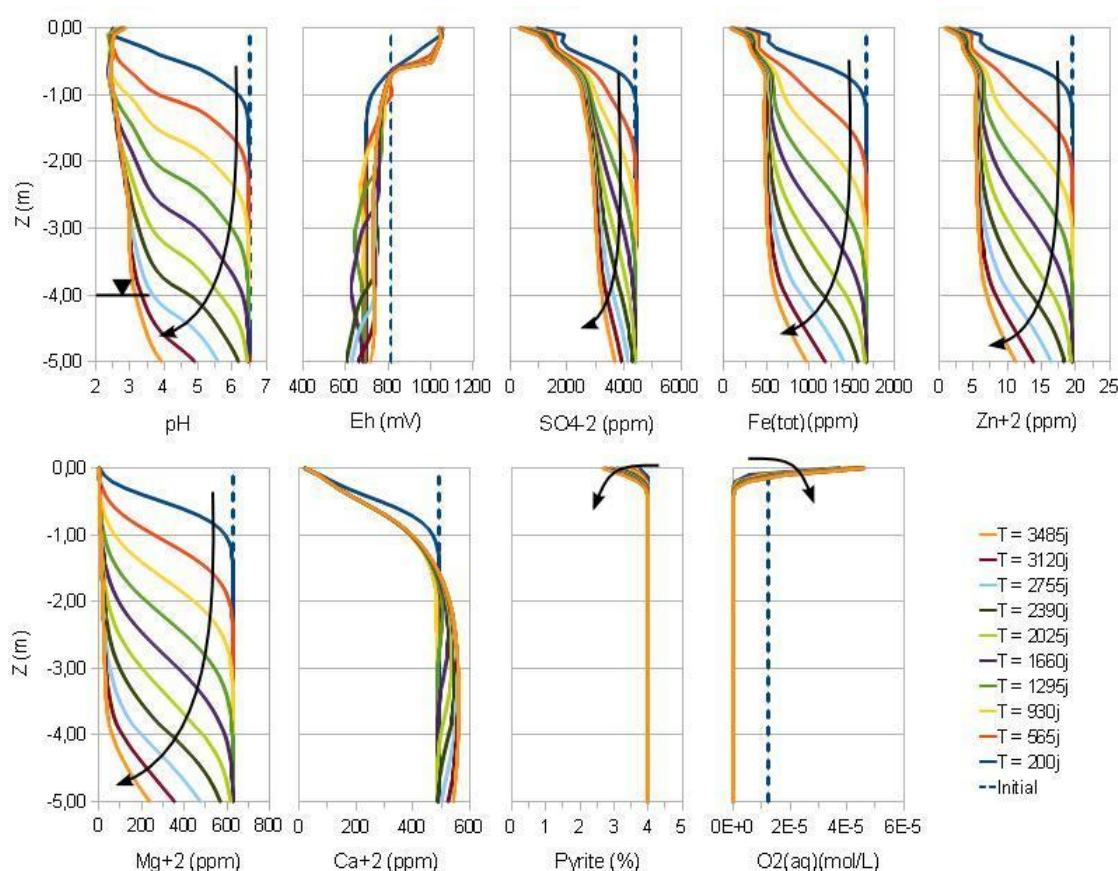 0,00
-1,00
-2,00
-3,00
-4,00
-5,00
Z (m)
2 3 4 5 6 7
pH
400 600 800 1000 1200
Eh (mV)
0 2000 4000 6000
SO4-2 (ppm)
0 500 1000 1500 2000
Fe(tot)(ppm)
0 5 10 15 20 25
Zn+2 (ppm)
0,00
-1,00
-2,00
-3,00
-4,00
-5,00
Z (m)
0 200 400 600 800
Mg+2 (ppm)
0 200 400 600
Ca+2 (ppm)
0 1 2 3 4 5
Pyrite (%)
0E+0 2E-5 4E-5 6E-5
O2(aq)(mol/L)
T = 3485j
T = 3120j
T = 2755j
T = 2390j
T = 2025j
T = 1660j
T = 1295j
T = 930j
T = 565j
T = 200j
Initial